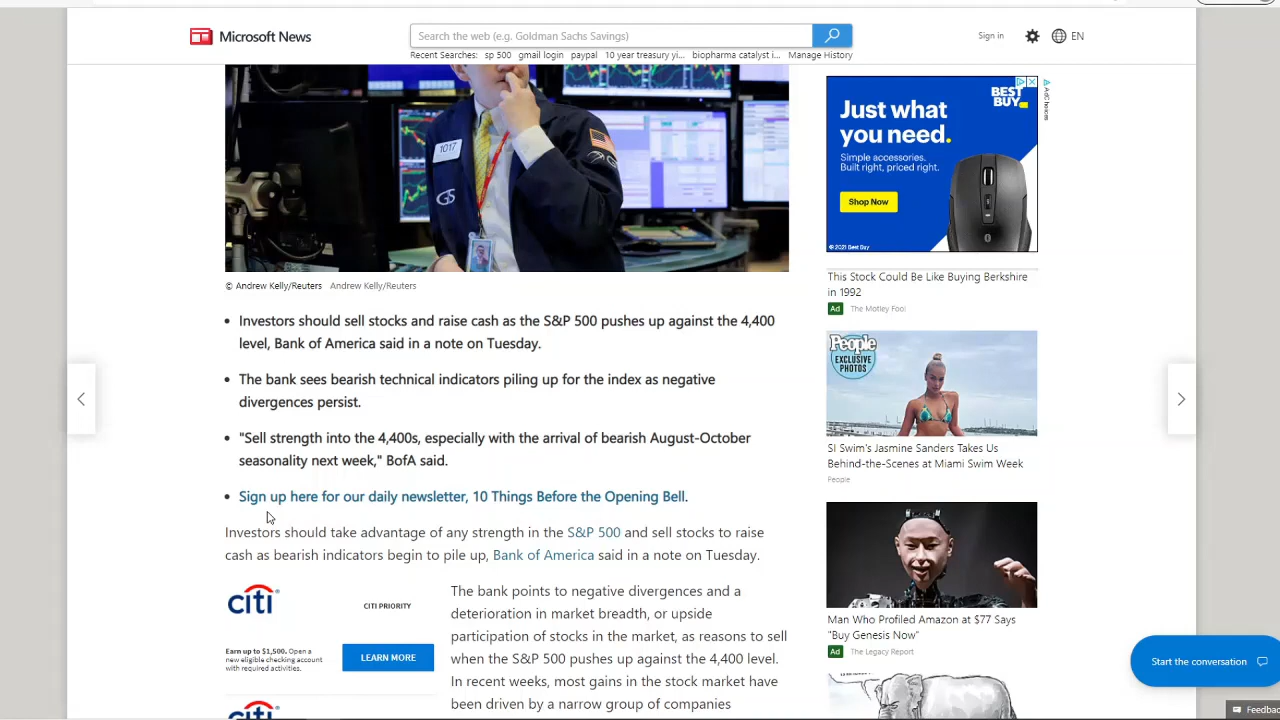 Microsoft News
Search the web (e.g. Goldman Sachs Savings)
Sign in
EN
Recent Searches: sp 500 gmail login paypal 10 year treasury yi... biopharma catalyst i... Manage History
1017
GS
© Andrew Kelly/Reuters Andrew Kelly/Reuters
• Investors should sell stocks and raise cash as the S&P 500 pushes up against the 4,400
level, Bank of America said in a note on Tuesday.
• The bank sees bearish technical indicators piling up for the index as negative
divergences persist.
• "Sell strength into the 4,400s, especially with the arrival of bearish August-October
seasonality next week," BofA said.
• Sign up here for our daily newsletter, 10 Things Before the Opening Bell.
Investors should take advantage of any strength in the S&P 500 and sell stocks to raise
cash as bearish indicators begin to pile up, Bank of America said in a note on Tuesday.
citi
CITI PRIORITY
Earn up to $1,500. Open a
new eligible checking account
with required activities.
LEARN MORE
citi
The bank points to negative divergences and a
deterioration in market breadth, or upside
participation of stocks in the market, as reasons to sell
when the S&P 500 pushes up against the 4,400 level.
In recent weeks, most gains in the stock market have
been driven by a narrow group of companies
BEST
BUY
Just what
you need.
Simple accessories.
Built right, priced right.
Shop Now
© 2021 Best Buy
AdChoices
This Stock Could Be Like Buying Berkshire
in 1992
Ad The Motley Fool
People
EXCLUSIVE
PHOTOS
SI Swim's Jasmine Sanders Takes Us
Behind-the-Scenes at Miami Swim Week
People
Man Who Profiled Amazon at $77 Says
"Buy Genesis Now"
Ad The Legacy Report
Start the conversation
Feedbac